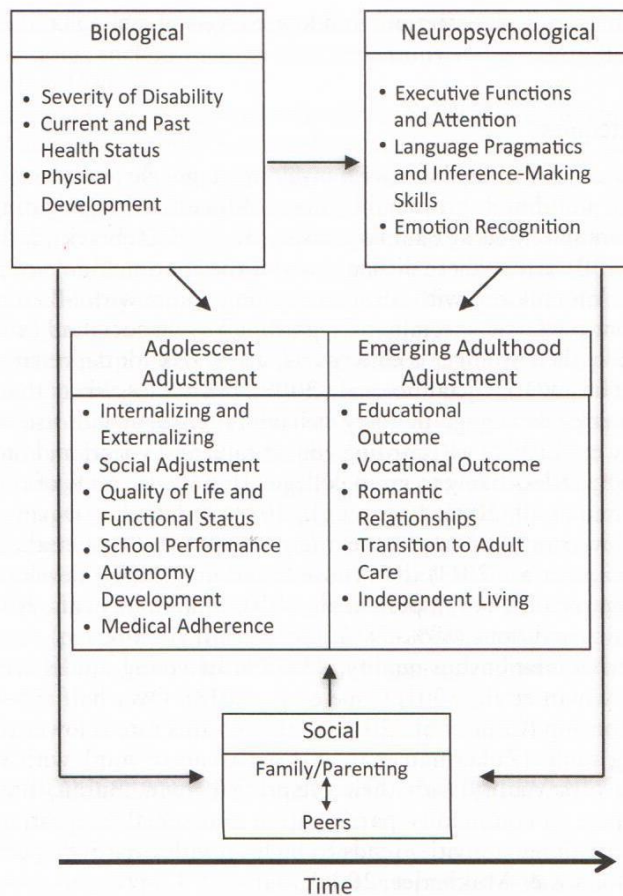 Biological
• Severity of Disability
• Current and Past
Health Status
• Physical
Development
Neuropsychological
• Executive Functions
and Attention
• Language Pragmatics
and Inference-Making
Skills
• Emotion Recognition
Adolescent
Adjustment
• Internalizing and
Externalizing
• Social Adjustment
• Quality of Life and
Functional Status
• School Performance
• Autonomy
Development
• Medical Adherence
Emerging Adulthood
Adjustment
• Educational
Outcome
• Vocational Outcome
• Romantic
Relationships
• Transition to Adult
Care
• Independent Living
Social
Family/Parenting
Peers
Time